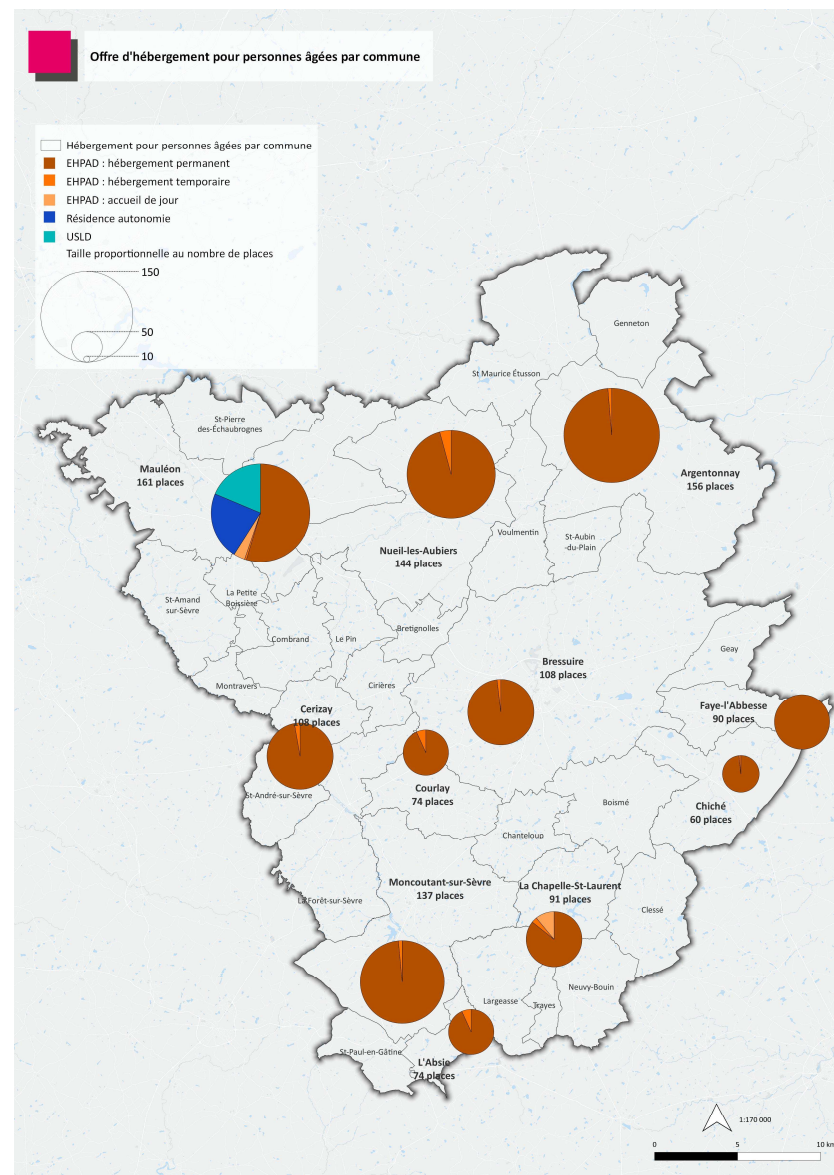 Offre d'hébergement pour personnes âgées par commune
Hébergement pour personnes âgées par commune
EHPAD : hébergement permanent
EHPAD : hébergement temporaire
EHPAD : accueil de jour
Résidence autonomie
USLD
Taille proportionnelle au nombre de places
150
50
10
Genneton
St Maurice Étusson
St-Pierre
des-Échaubrognes
Mauléon
161 places
Argentonnay
156 places
Voulmentin
St-Aubin
-du-Plain
Nueil-les-Aubiers
144 places
La Petite
Boissière
St-Amand
sur-Sèvre
Combrand
Le Pin
Bretignolles
Geay
Bressuire
108 places
Montravers
Cirières
Cerizay
108 places
Faye-l'Abbesse
90 places
Courlay
74 places
St-André-sur-Sèvre
Boismé
Chiché
60 places
Chanteloup
Moncoutant-sur-Sèvre
137 places
La Chapelle-St-Laurent
91 places
La Forêt-sur-Sèvre
Clessé
Neuvy-Bouin
Largeasse
Trayes
St-Paul-en-Gâtine
L'Absie
74 places
1:170 000
0
5
10 km